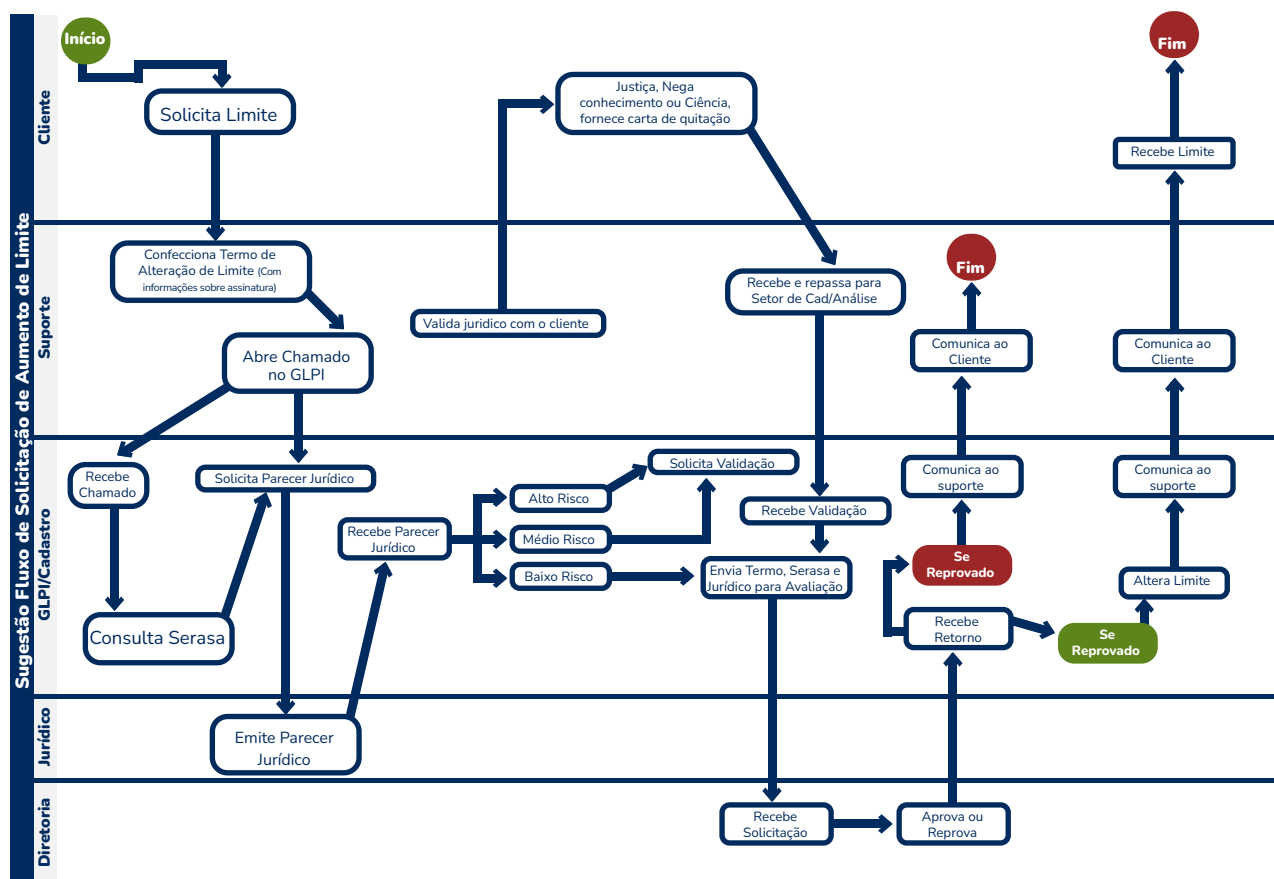 Sugestão Fluxo de Solicitação de Aumento de Limite
Cliente
Início
Solicita Limite
Justiça, Nega
conhecimento ou Ciência,
fornece carta de quitação
Fim
Recebe Limite
Suporte
Confecciona Termo de
Alteração de Limite (Com
informações sobre assinatura)
Abre Chamado
no GLPI
Valida juridico com o cliente
Recebe e repassa para
Setor de Cad/Análise
Fim
Comunica ao
Cliente
Comunica ao
Cliente
GLPI/Cadastro
Recebe
Chamado
Solicita Parecer Jurídico
Consulta Serasa
Recebe Parecer
Jurídico
Alto Risco
Médio Risco
Baixo Risco
Solicita Validação
Recebe Validação
Envia Termo, Serasa e
Jurídico para Avaliação
Comunica ao
suporte
Se
Reprovado
Recebe
Retorno
Comunica ao
suporte
Altera Limite
Se
Reprovado
Jurídico
Emite Parecer
Jurídico
Diretoria
Recebe
Solicitação
Aprova ou
Reprova